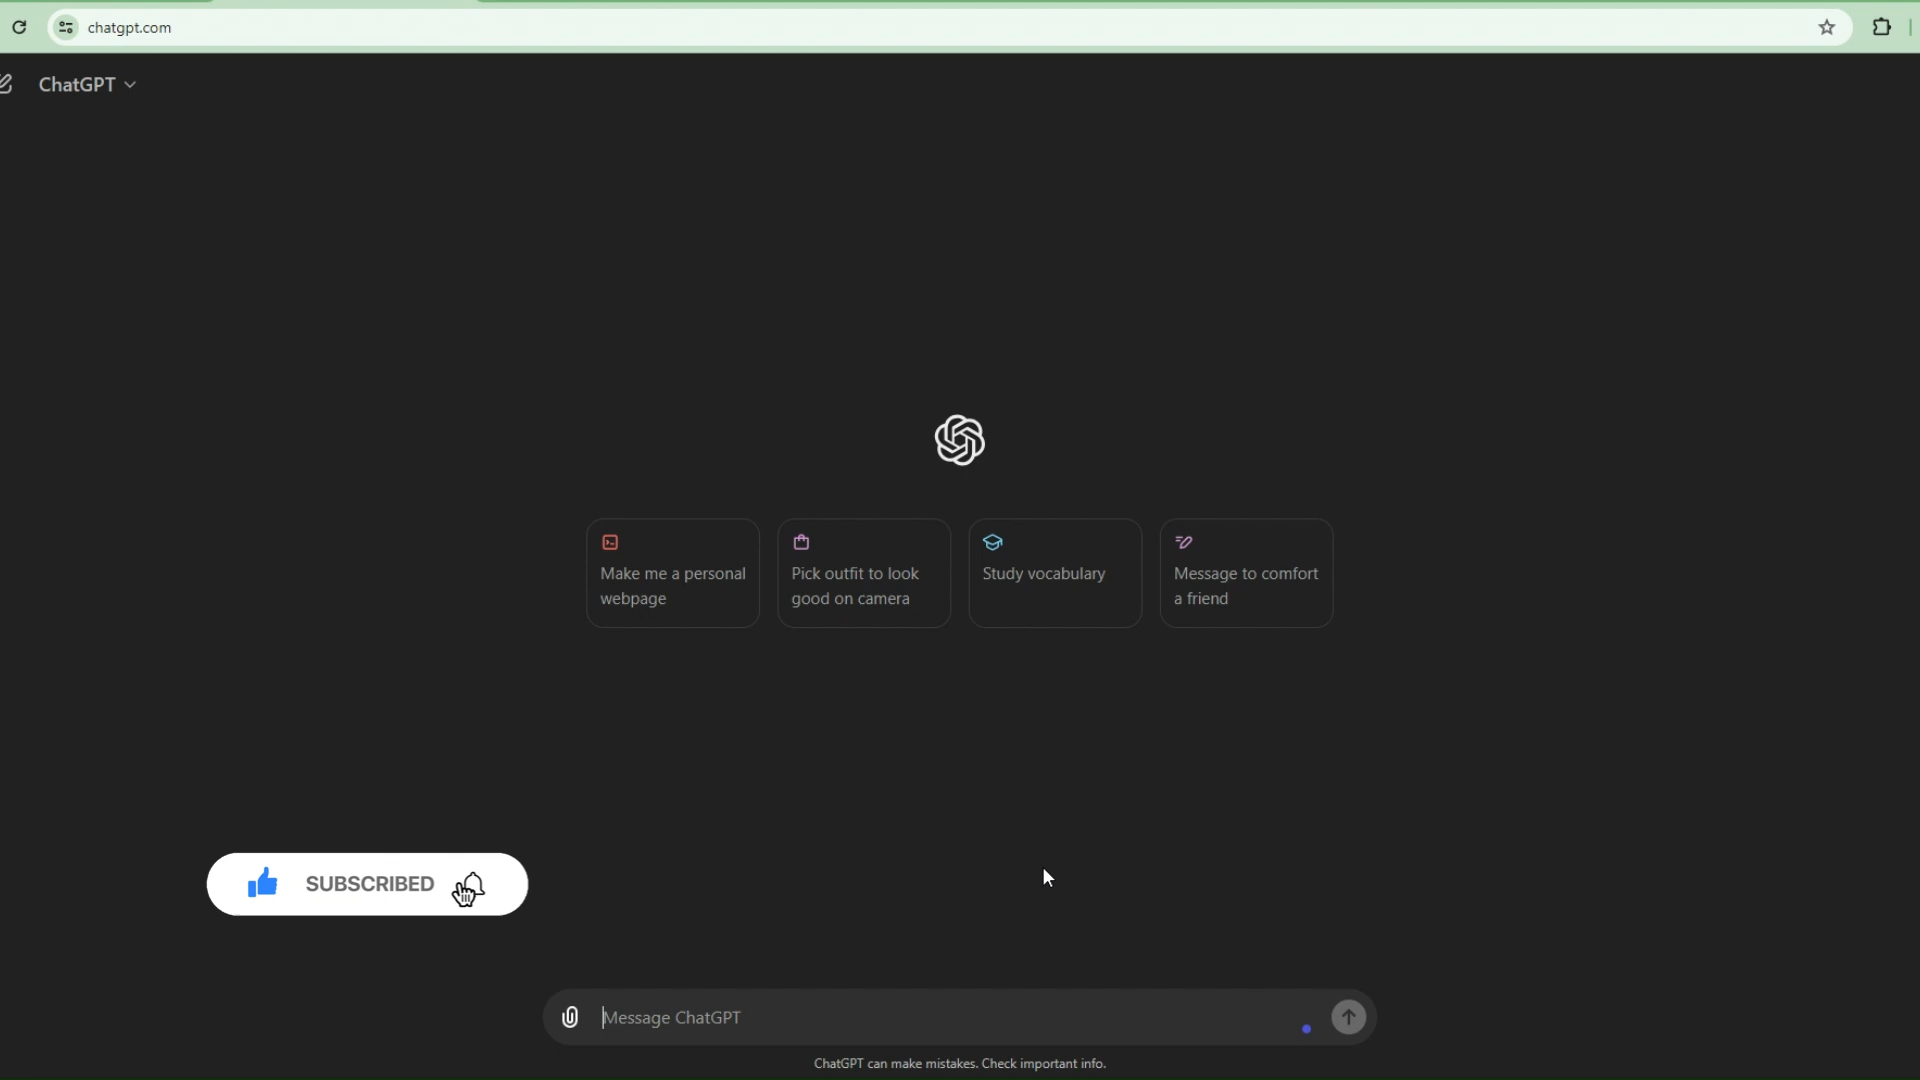 chatgpt.com
ChatGPT
Make me a personal
webpage
Pick outfit to look
good on camera
Study vocabulary
Message to comfort
a friend
SUBSCRIBED
Message ChatGPT
ChatGPT can make mistakes. Check important info.